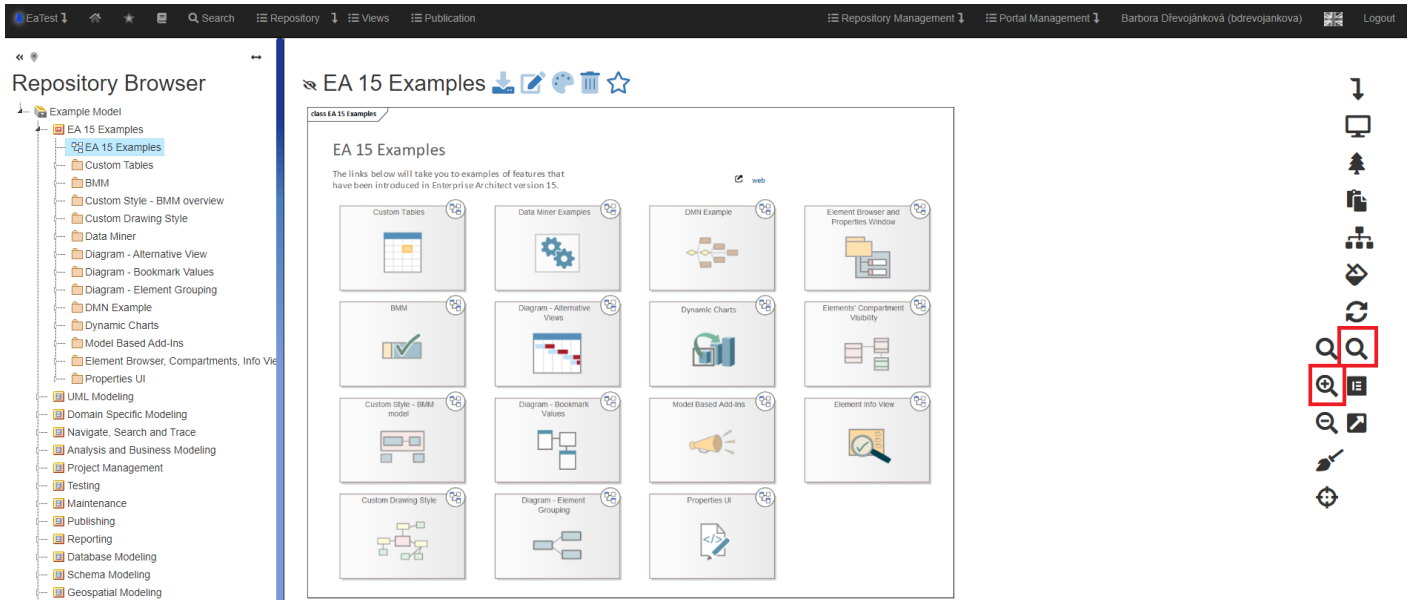 EaTest Search Repository Views Publication Repository Management Portal Management Barbora Dřevojánková (bdrevojankova) Logout
Repository Browser
Example Model
EA 15 Examples
EA 15 Examples
Custom Tables
BMM
Custom Style - BMM overview
Custom Drawing Style
Data Miner
Diagram - Alternative View
Diagram - Bookmark Values
Diagram - Element Grouping
DMN Example
Dynamic Charts
Model Based Add-Ins
Element Browser, Compartments, Info Vie
Properties UI
UML Modeling
Domain Specific Modeling
Navigate, Search and Trace
Analysis and Business Modeling
Project Management
Testing
Maintenance
Publishing
Reporting
Database Modeling
Schema Modeling
Geospatial Modeling
EA 15 Examples
class EA 15 Examples
EA 15 Examples
The links below will take you to examples of features that
have been introduced in Enterprise Architect version 15.
web
Custom Tables
Data Miner Examples
DMN Example
Element Browser and
Properties Window
BMM
Diagram - Alternative
Views
Dynamic Charts
Elements' Compartment
Visibility
Custom Style - BMM
model
Diagram - Bookmark
Values
Model Based Add-Ins
Element Info View
Custom Drawing Style
Diagram - Element
Grouping
Properties UI